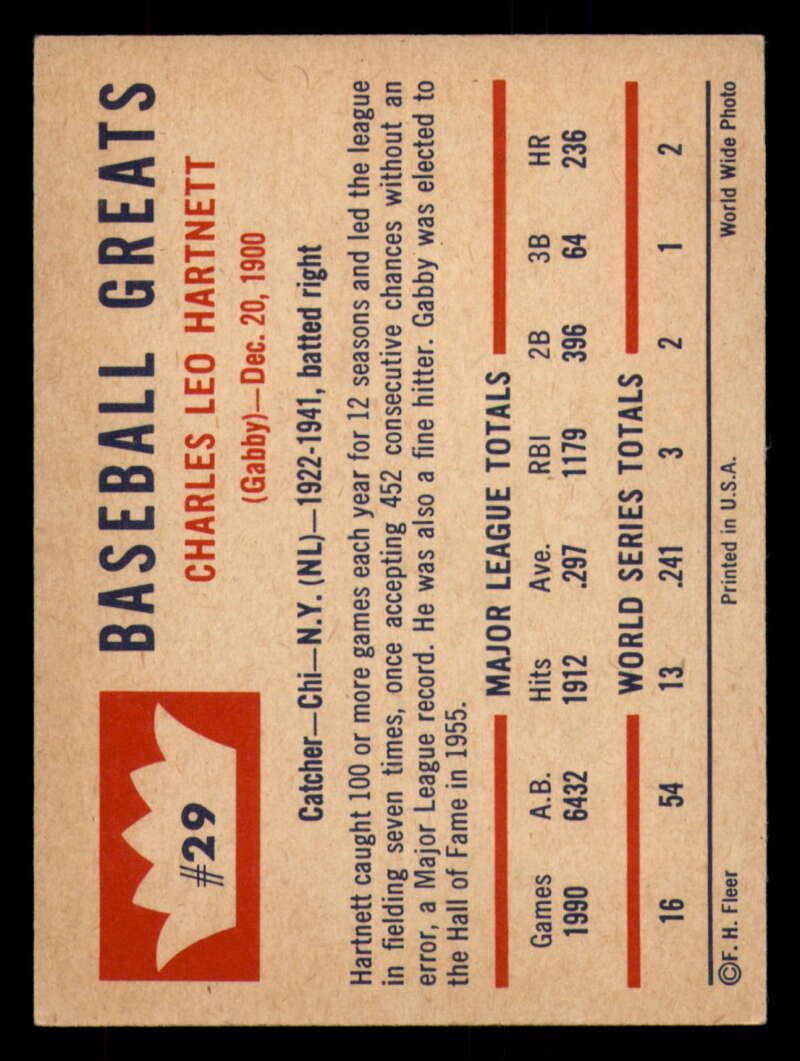 #29
BASEBALL GREATS
CHARLES LEO HARTNETT
(Gabby)—Dec. 20, 1900
Catcher—Chi—N.Y. (NL)—1922-1941, batted right
Hartnett caught 100 or more games each year for 12 seasons and led the league
in fielding seven times, once accepting 452 consecutive chances without an
error, a Major League record. He was also a fine hitter. Gabby was elected to
the Hall of Fame in 1955.
MAJOR LEAGUE TOTALS
Games A.B. Hits Ave. RBI 2B 3B HR
1990 6432 1912 .297 1179 396 64 236
WORLD SERIES TOTALS
16 54 13 .241 3 2 1 2
©F. H. Fleer Printed in U.S.A. World Wide Photo